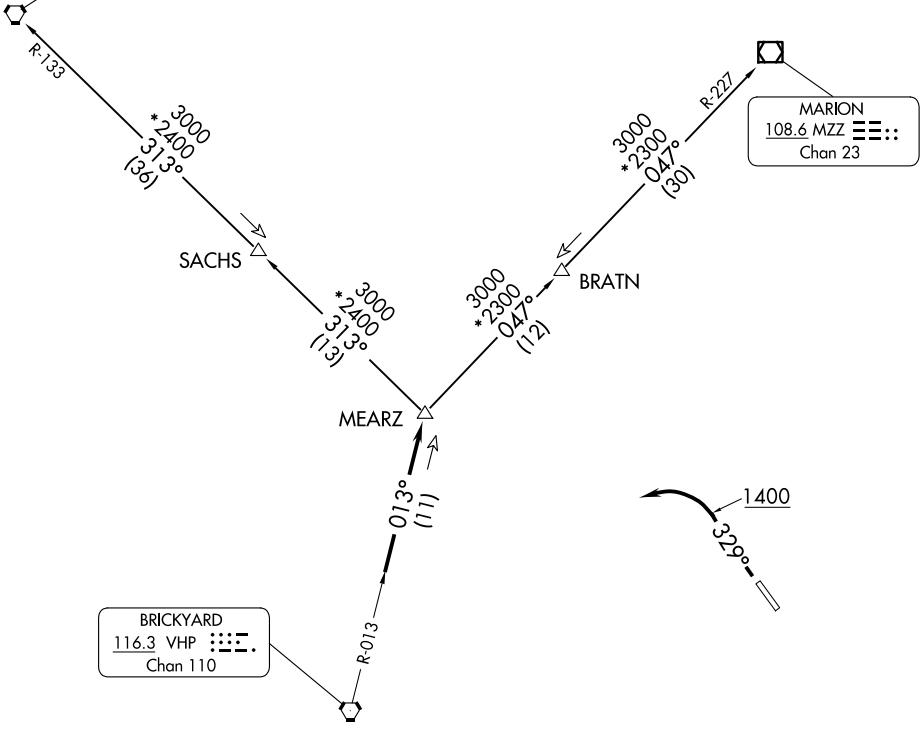 R-133
3000
*2400
313°
(36)
SACHS
3000
*2400
313°
(13)
R-227
MARION
108.6 MZZ
Chan 23
3000
*2300
047°
(30)
BRATN
3000
*2300
047°
(12)
MEARZ
013°
(11)
1400
329°
BRICKYARD
116.3 VHP
Chan 110
R-013